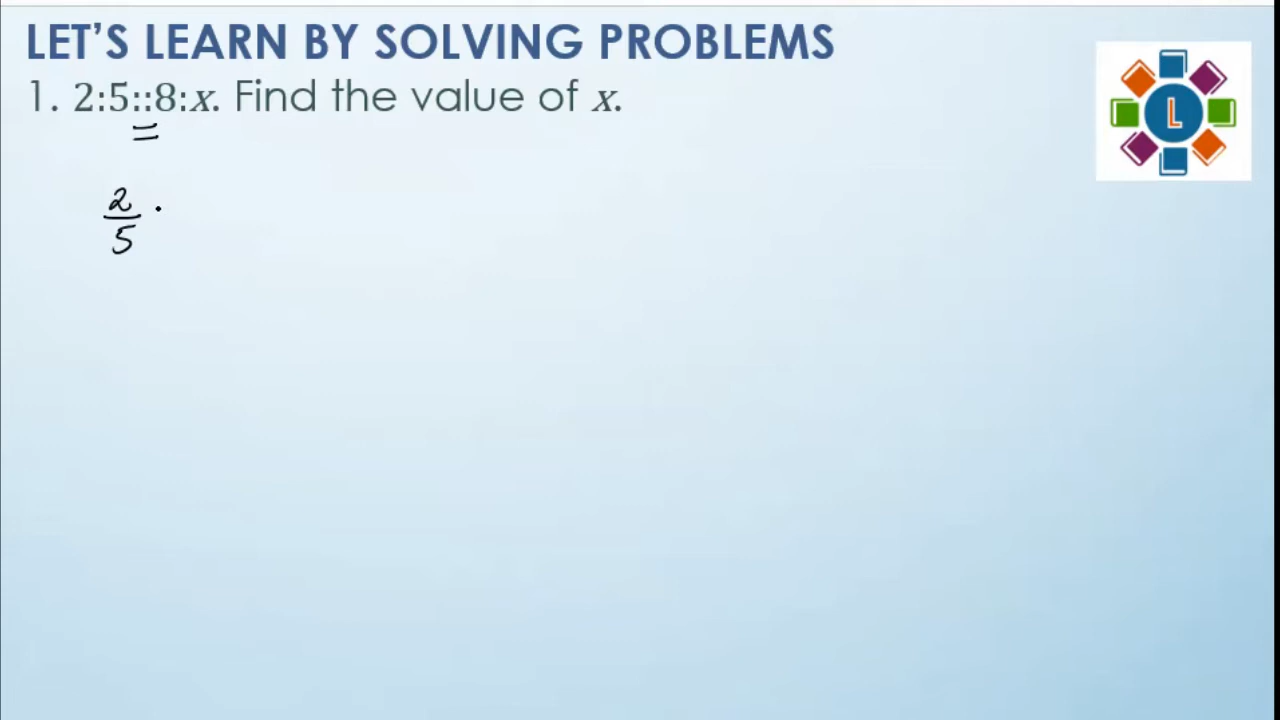 LET'S LEARN BY SOLVING PROBLEMS
1. 2:5::8:x. Find the value of x.
=
2
5
L